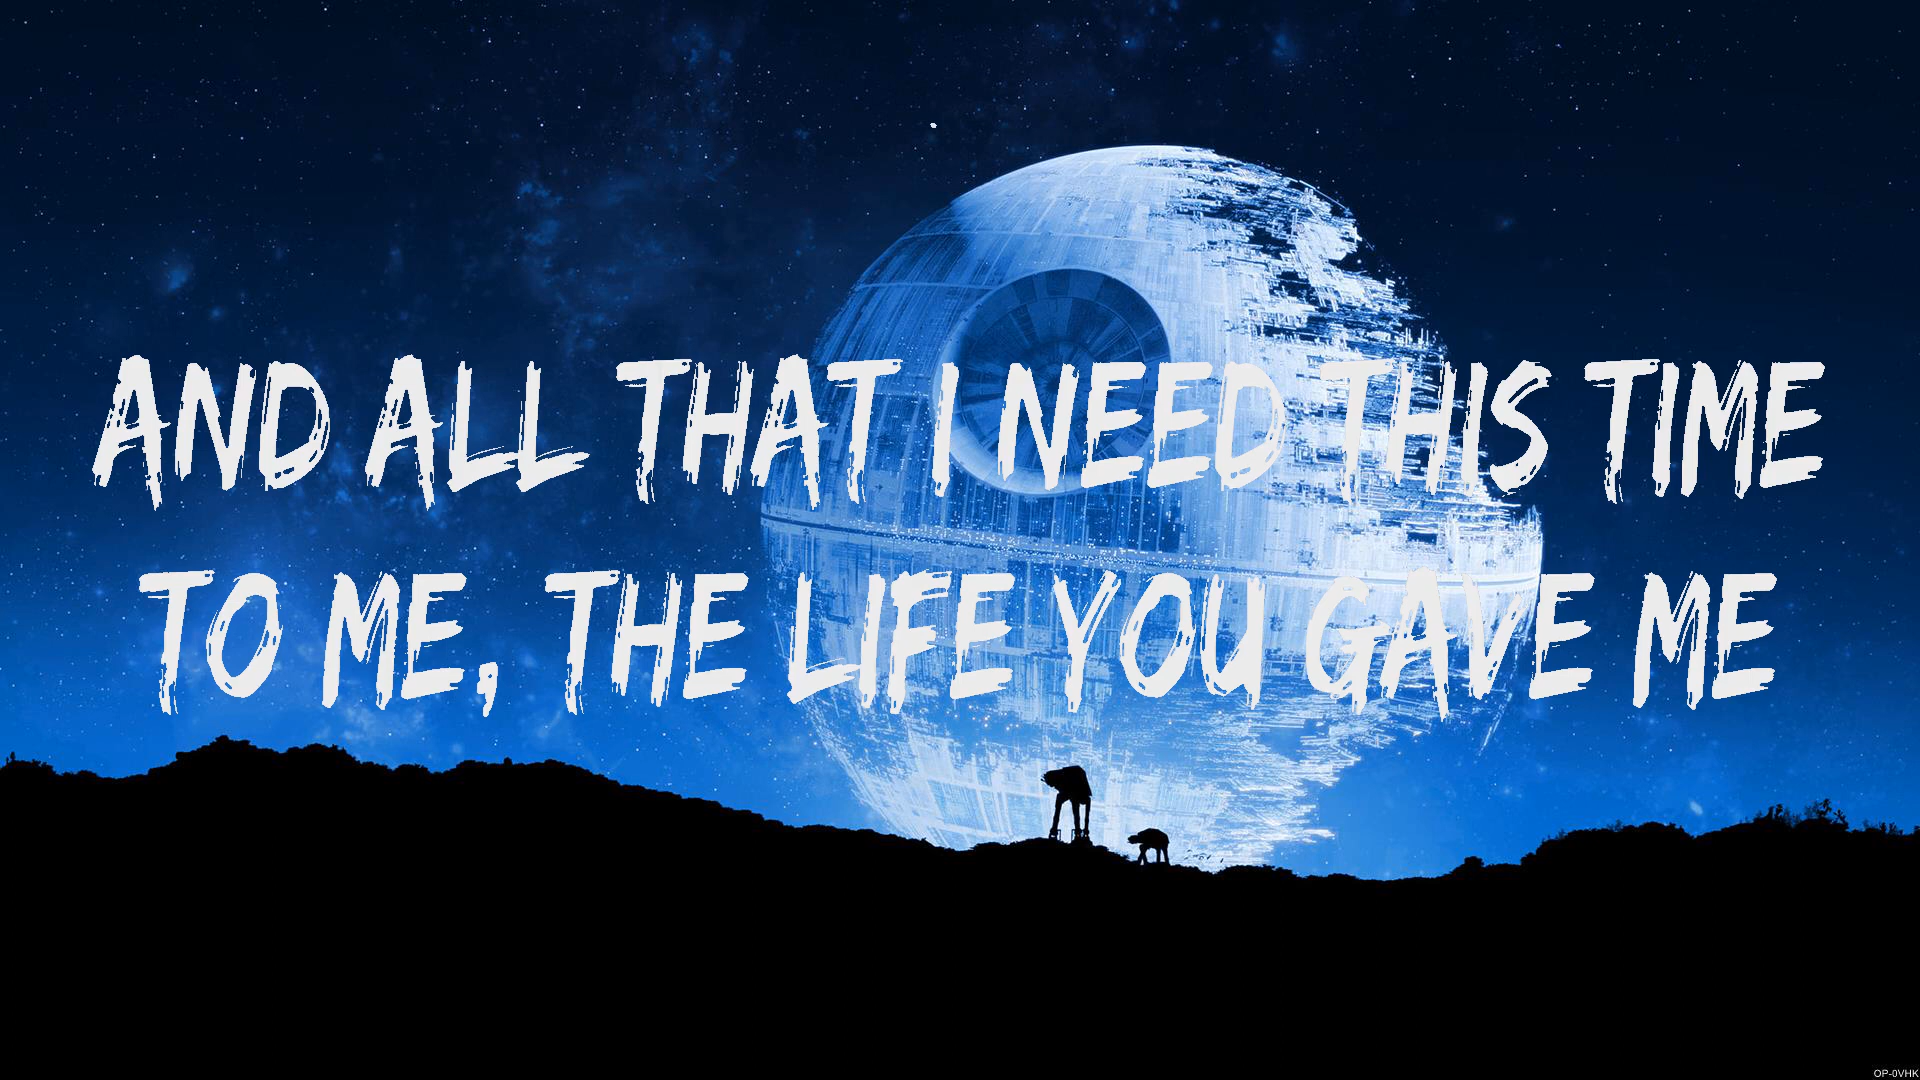 AND ALL THAT I NEED THIS TIME
TO ME, THE LIFE YOU GAVE ME
OP-0VHK